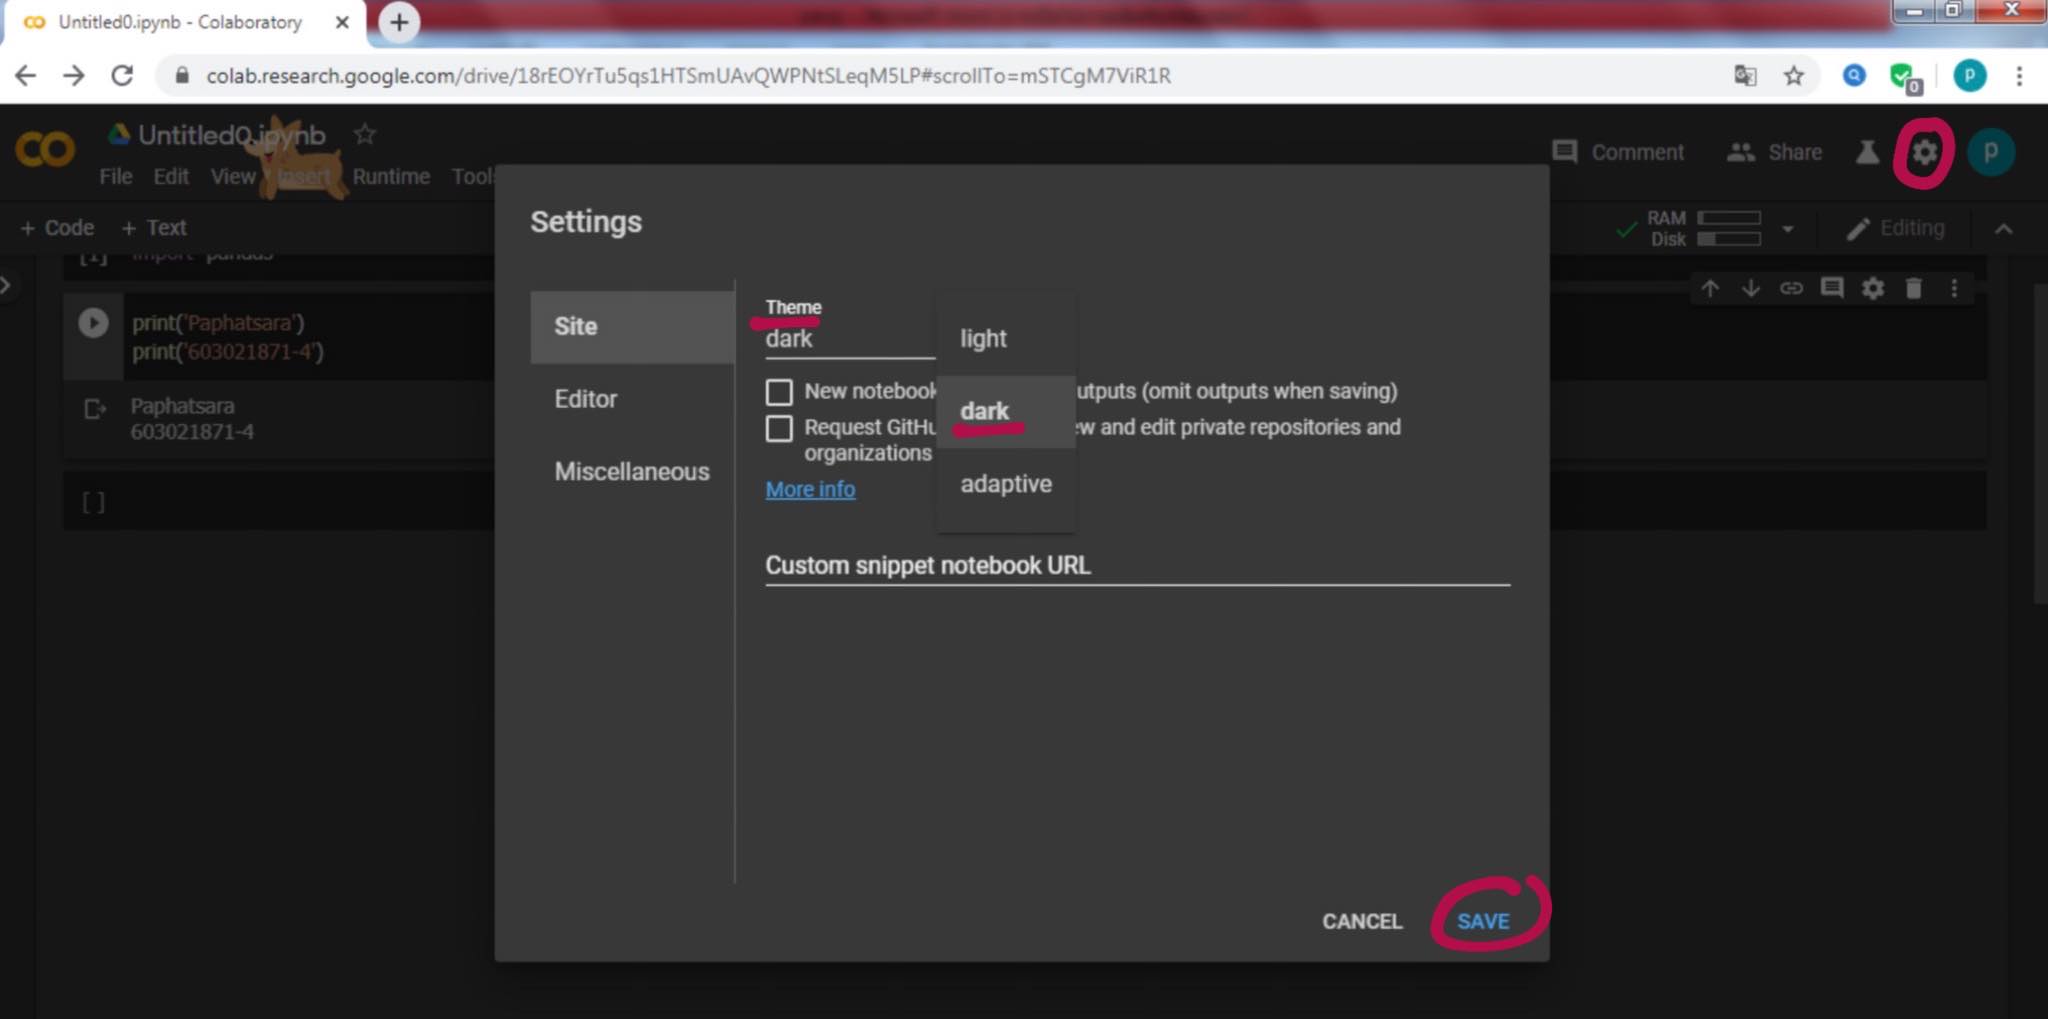 Untitled0.ipynb - Colaboratory
colab.research.google.com/drive/18rEOYrTu5qs1HTSmUAvQWPNtSLeqM5LP#scrollTo=mSTCgM7ViR1R
0
p
CO
Untitled0.ipynb
Comment
Share
p
File Edit View Insert Runtime Tools
+ Code + Text
RAM
Disk
Editing
[1] import pandas
print('Paphatsara')
print('603021871-4')
Paphatsara
603021871-4
[ ]
Settings
Site
Editor
Miscellaneous
Theme
dark
light
dark
adaptive
New notebook utputs (omit outputs when saving)
Request GitHu w and edit private repositories and
organizations
More info
Custom snippet notebook URL
CANCEL
SAVE